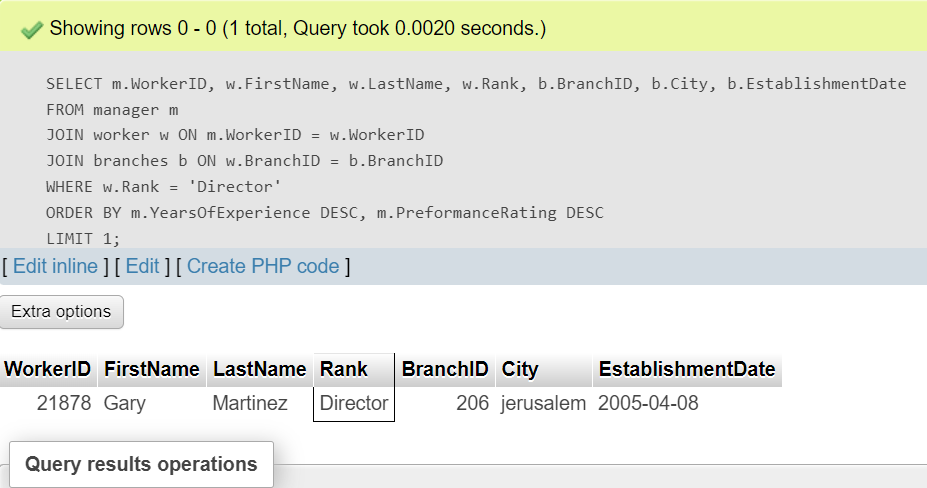 Showing rows 0 - 0 (1 total, Query took 0.0020 seconds.)
SELECT m.WorkerID, w.FirstName, w.LastName, w.Rank, b.BranchID, b.City, b.EstablishmentDate
FROM manager m
JOIN worker w ON m.WorkerID = w.WorkerID
JOIN branches b ON w.BranchID = b.BranchID
WHERE w.Rank = 'Director'
ORDER BY m.YearsOfExperience DESC, m.PreformanceRating DESC
LIMIT 1;
[ Edit inline ] [ Edit ] [ Create PHP code ]
Extra options
WorkerID FirstName LastName Rank BranchID City EstablishmentDate
21878 Gary Martinez Director 206 jerusalem 2005-04-08
Query results operations